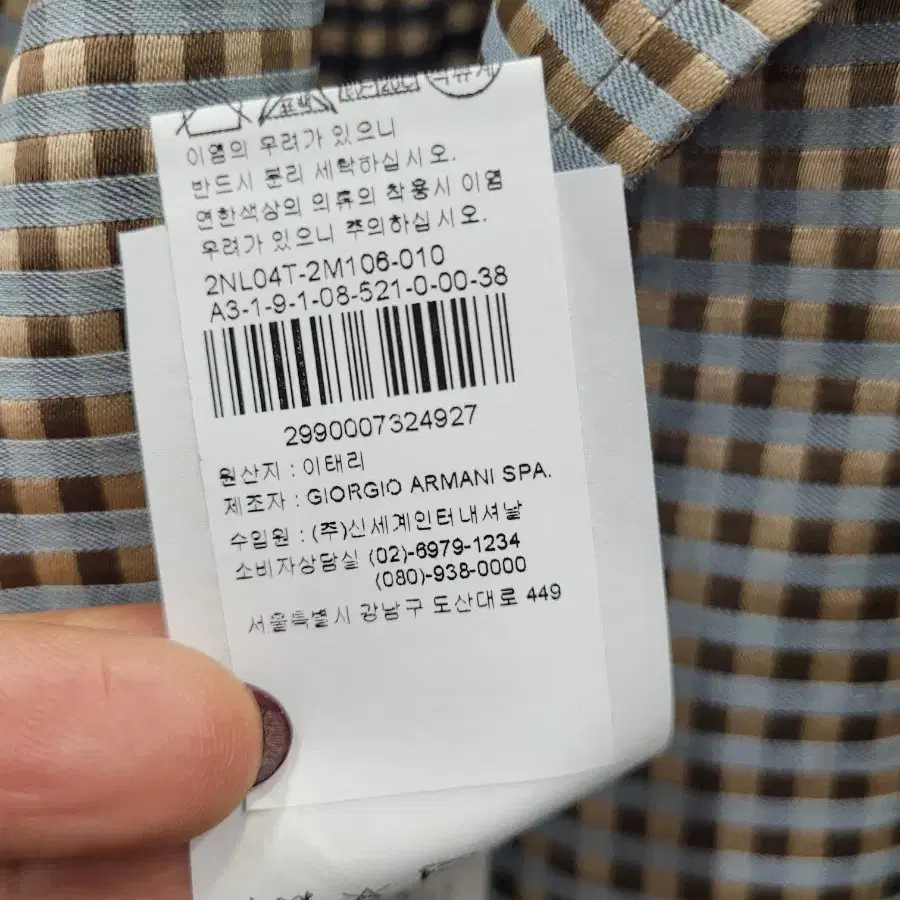 표백
이염의 우려가 있으니
반드시 분리 세탁하십시오.
연한색상의 의류의 착용시 이염
우려가 있으니 주의하십시오.
2NL04T-2M106-010
A3-1-9-1-08-521-0-00-38
2990007324927
원산지 : 이태리
제조자 : GIORGIO ARMANI SPA.
수입원 : (주)신세계인터내셔날
소비자상담실 (02)-6979-1234
(080)-938-0000
서울특별시 강남구 도산대로 449